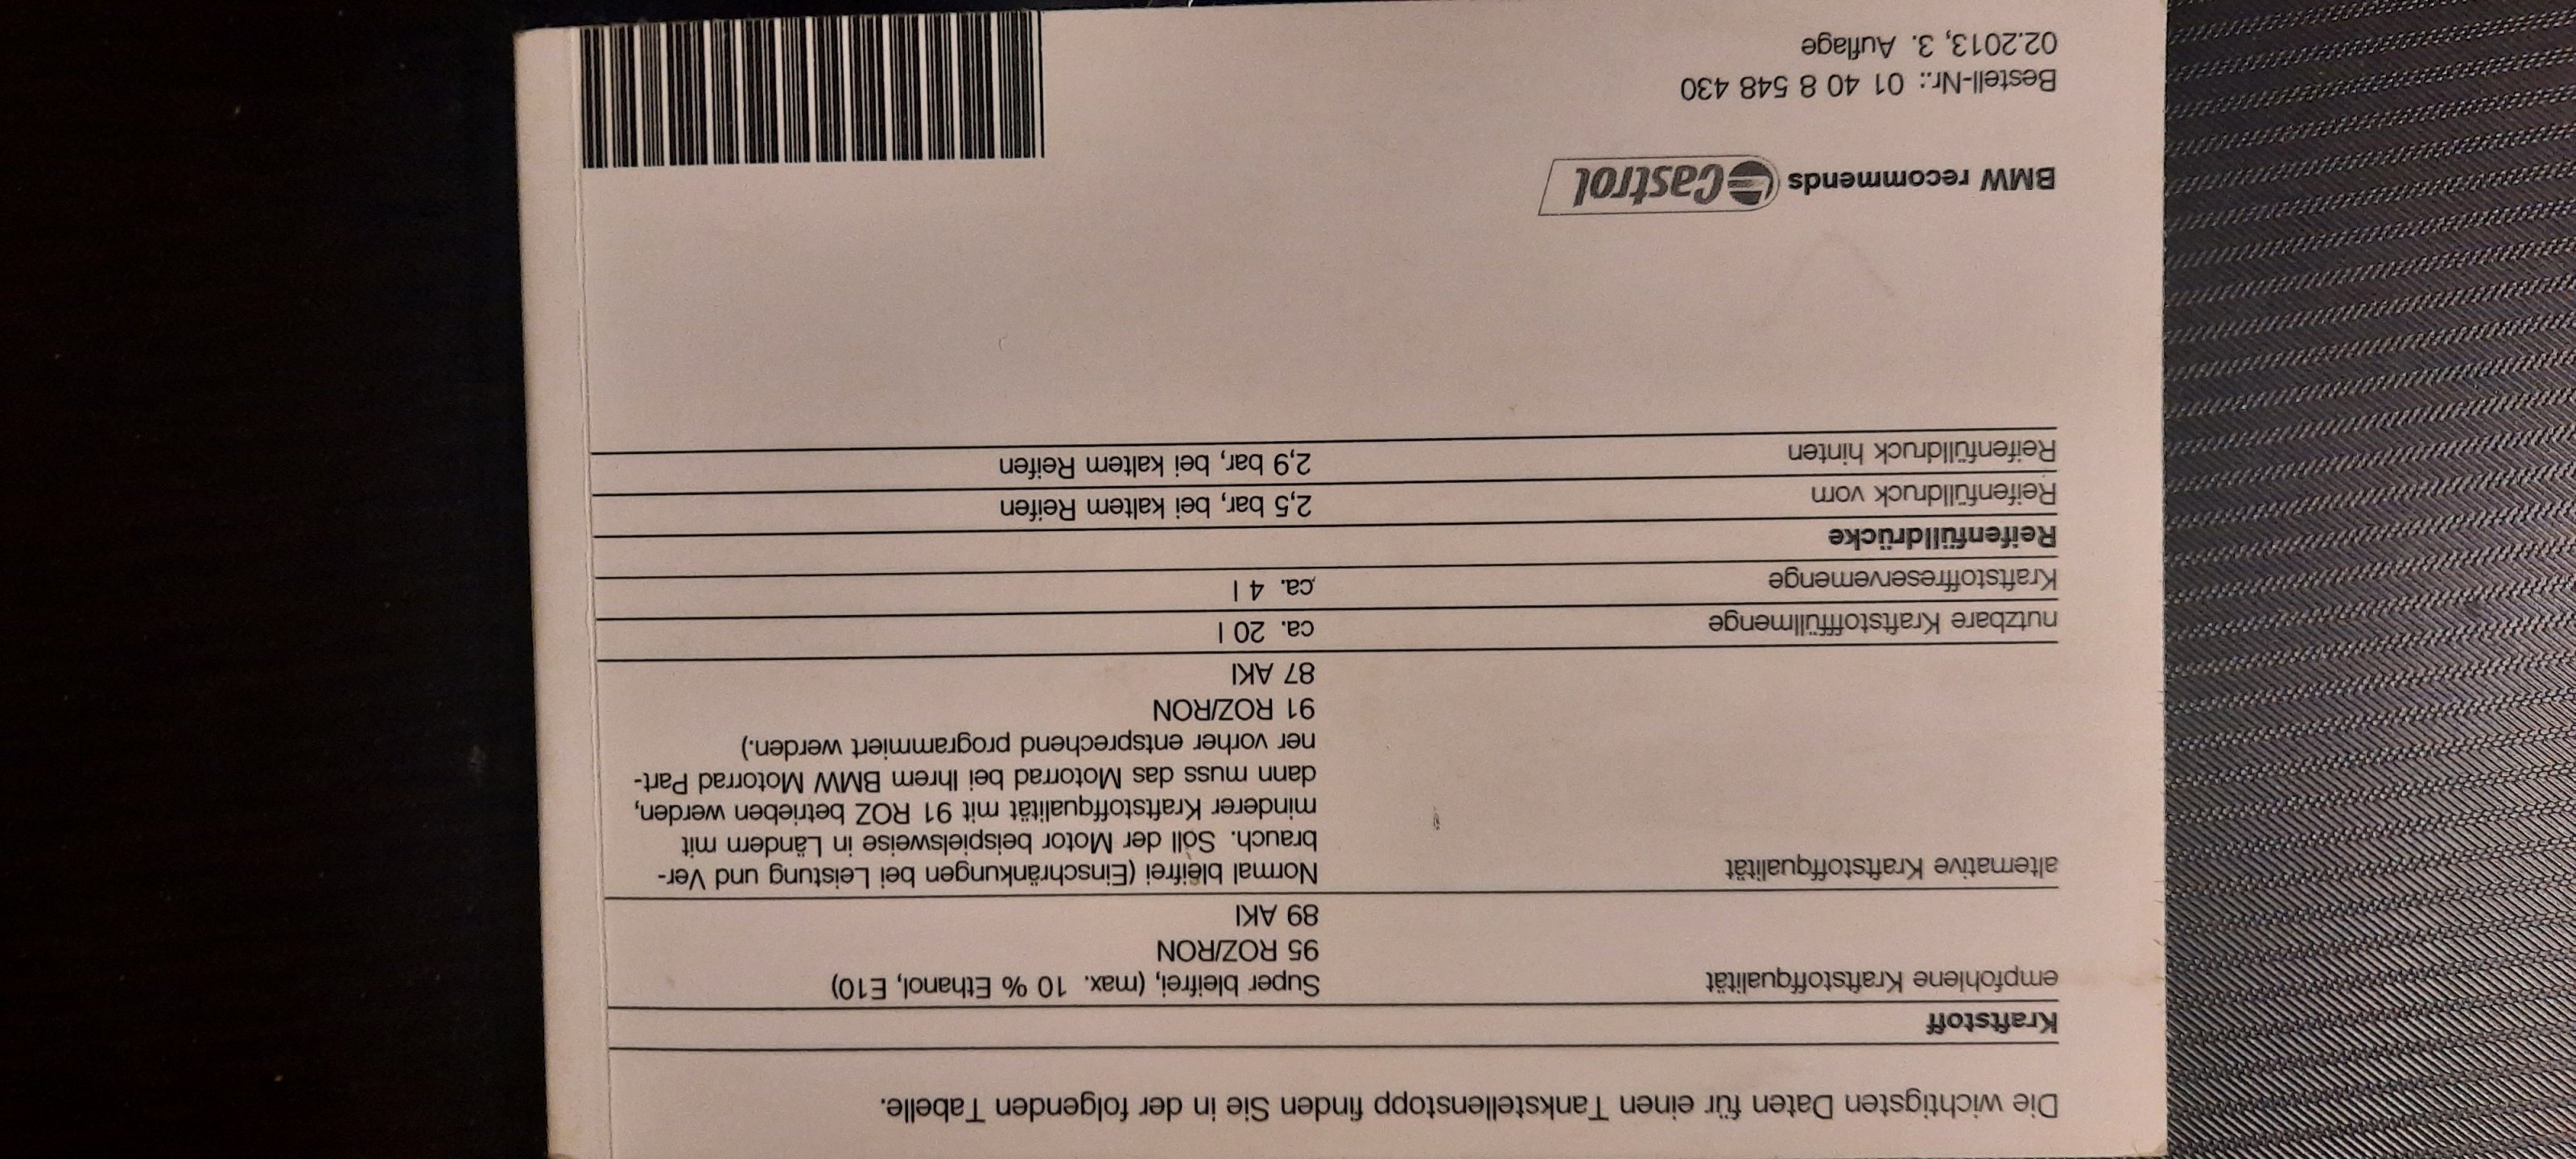 Die wichtigsten Daten für einen Tankstellenstopp finden Sie in der folgenden Tabelle.
Kraftstoff
empfohlene Kraftstoffqualität Super bleifrei, (max. 10 % Ethanol, E10)
95 ROZ/RON
89 AKI
alternative Kraftstoffqualität Normal bleifrei (Einschränkungen bei Leistung und Ver-
brauch. Soll der Motor beispielsweise in Ländern mit
minderer Kraftstoffqualität mit 91 ROZ betrieben werden,
dann muss das Motorrad bei Ihrem BMW Motorrad Part-
ner vorher entsprechend programmiert werden.)
91 ROZ/RON
87 AKI
nutzbare Kraftstofffüllmenge ca. 20 l
Kraftstoffreservemenge ca. 4 l
Reifenfülldrücke
Reifenfülldruck vorn 2,5 bar, bei kaltem Reifen
Reifenfülldruck hinten 2,9 bar, bei kaltem Reifen
BMW recommends Castrol
Bestell-Nr.: 01 40 8 548 430
02.2013, 3. Auflage